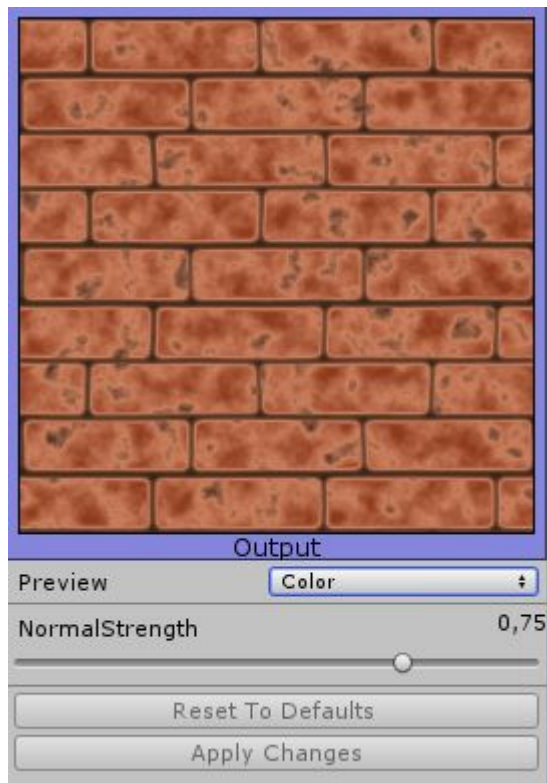 Output
Preview Color
NormalStrength 0,75
Reset To Defaults
Apply Changes